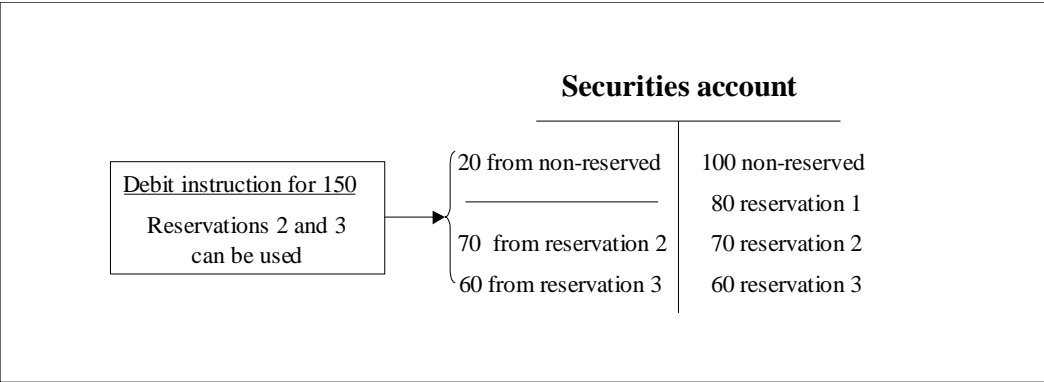 Securities account
Debit instruction for 150
Reservations 2 and 3
can be used
20 from non-reserved
70 from reservation 2
60 from reservation 3
100 non-reserved
80 reservation 1
70 reservation 2
60 reservation 3